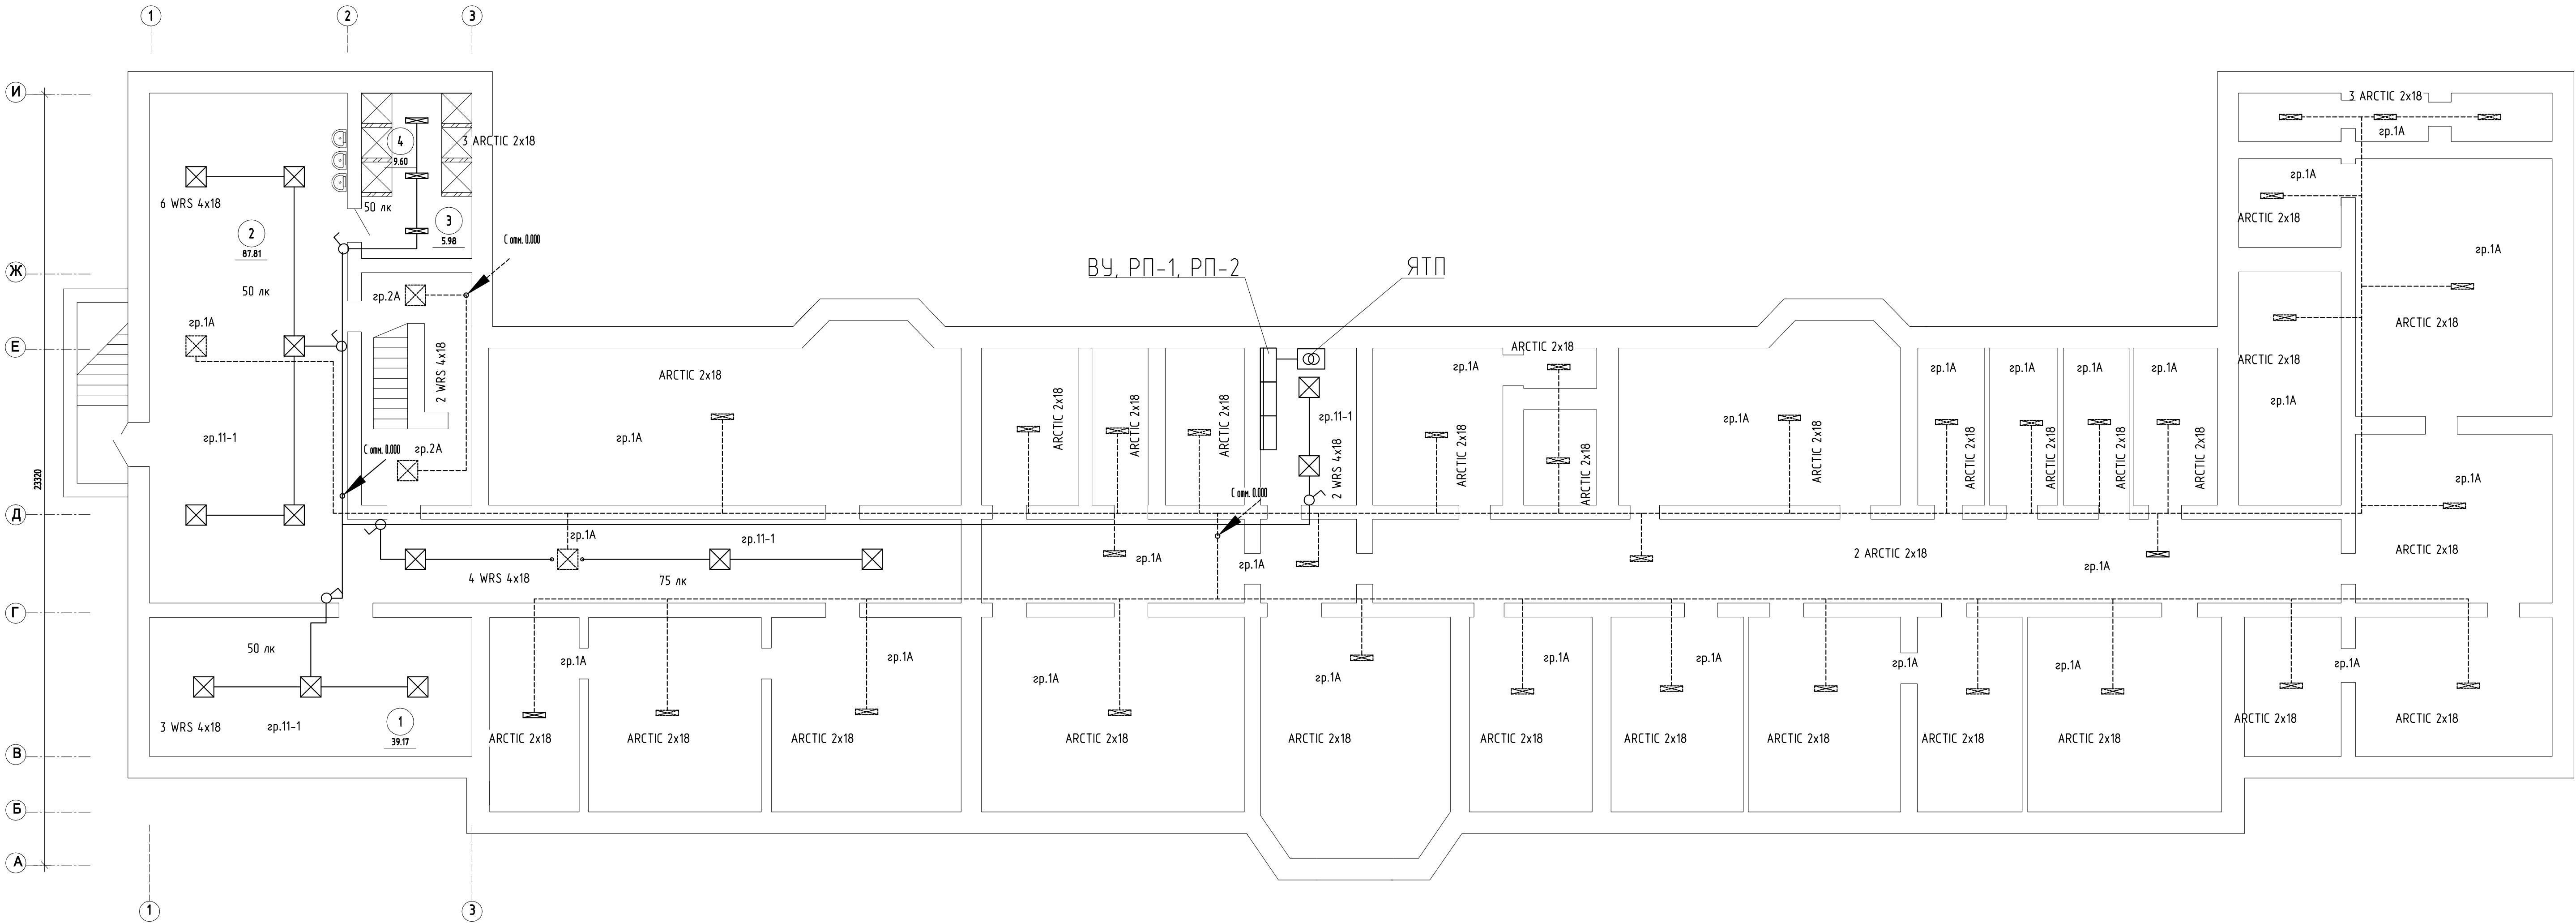 1
2
3
И
3 ARCTIC 2x18
гр.1А
4
3 ARCTIC 2x18
9.60
гр.1А
6 WRS 4x18
50 лк
ARCTIC 2x18
3
5.98
2
87.81
С отм. 0.000
гр.1А
Ж
ВУ, РП-1, РП-2
ЯТП
50 лк
гр.2А
гр.1А
ARCTIC 2x18
Е
2 WRS 4x18
ARCTIC 2x18
ARCTIC 2x18
ARCTIC 2x18
гр.1А
гр.1А
гр.1А
гр.1А
гр.1А
гр.1А
гр.11-1
гр.1А
гр.11-1
гр.1А
ARCTIC 2x18
ARCTIC 2x18
ARCTIC 2x18
2 WRS 4x18
ARCTIC 2x18
ARCTIC 2x18
ARCTIC 2x18
ARCTIC 2x18
ARCTIC 2x18
ARCTIC 2x18
ARCTIC 2x18
гр.2А
С отм. 0.000
23320
гр.1А
С отм. 0.000
Д
гр.1А
гр.11-1
4 WRS 4x18
75 лк
гр.1А
гр.1А
2 ARCTIC 2x18
гр.1А
ARCTIC 2x18
Г
50 лк
гр.1А
гр.1А
гр.1А
гр.1А
гр.1А
гр.1А
гр.1А
гр.1А
гр.1А
3 WRS 4x18
гр.11-1
1
39.17
ARCTIC 2x18
ARCTIC 2x18
ARCTIC 2x18
ARCTIC 2x18
ARCTIC 2x18
ARCTIC 2x18
ARCTIC 2x18
ARCTIC 2x18
ARCTIC 2x18
ARCTIC 2x18
ARCTIC 2x18
ARCTIC 2x18
В
Б
А
1
3